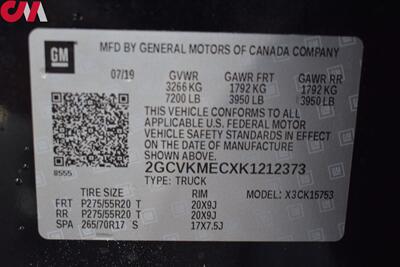 CM
GM
MFD BY GENERAL MOTORS OF CANADA COMPANY
07/19 GVWR GAWR FRT GAWR RR
3266 KG 1792 KG 1792 KG
7200 LB 3950 LB 3950 LB
THIS VEHICLE CONFORMS TO ALL
APPLICABLE U.S. FEDERAL MOTOR
VEHICLE SAFETY STANDARDS IN EFFECT
ON THE DATE OF MANUFACTURE
SHOWN ABOVE.
8555 2GCVKMECXK1212373
TYPE: TRUCK
TIRE SIZE RIM MODEL: X3CK15753
FRT P275/55R20 T 20X9J
RR P275/55R20 T 20X9J
SPA 265/70R17 S 17X7.5J